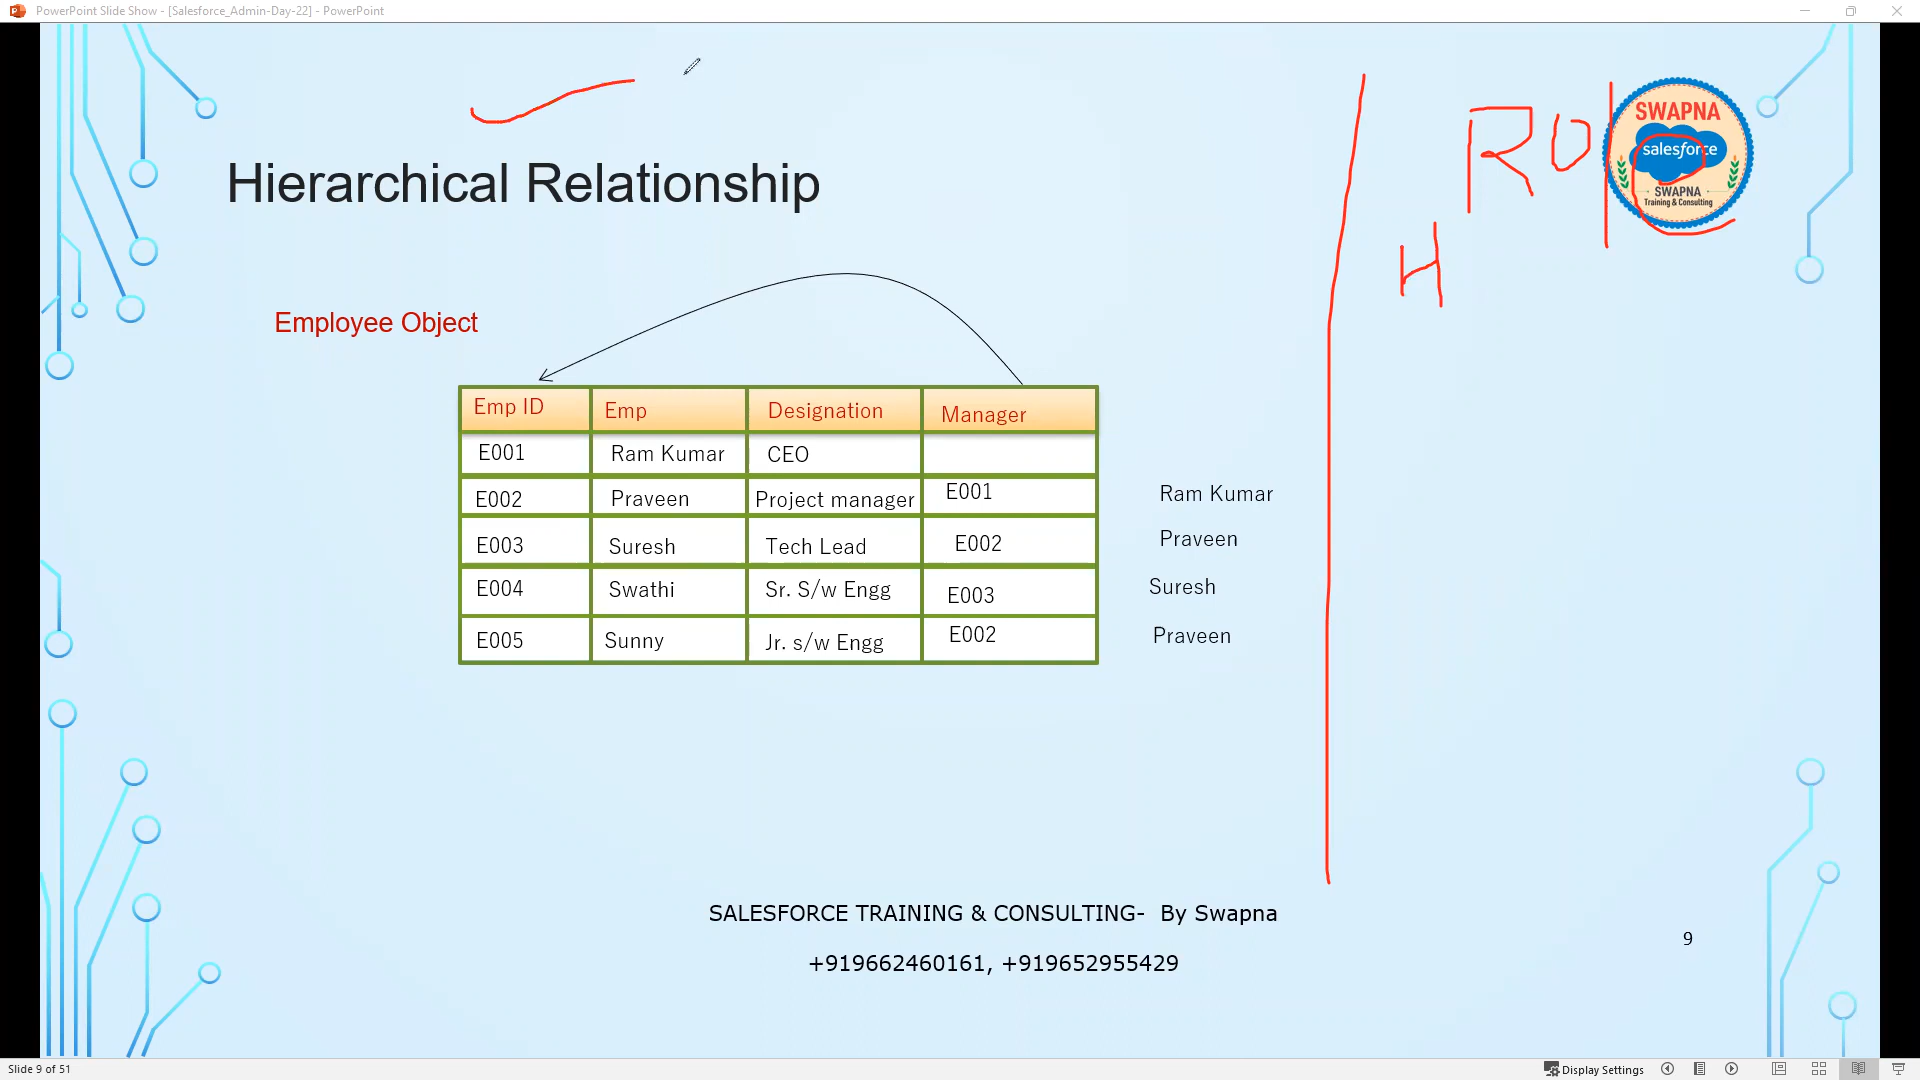 PowerPoint Slide Show - [Salesforce_Admin-Day-22] - PowerPoint
SWAPNA
salesforce
SWAPNA
Training & Consulting
RO
H
Hierarchical Relationship
Employee Object
Emp ID Emp Designation Manager
E001 Ram Kumar CEO
E002 Praveen Project manager E001 Ram Kumar
E003 Suresh Tech Lead E002 Praveen
E004 Swathi Sr. S/w Engg E003 Suresh
E005 Sunny Jr. s/w Engg E002 Praveen
SALESFORCE TRAINING & CONSULTING- By Swapna
+919662460161, +919652955429
9
Slide 9 of 51
Display Settings